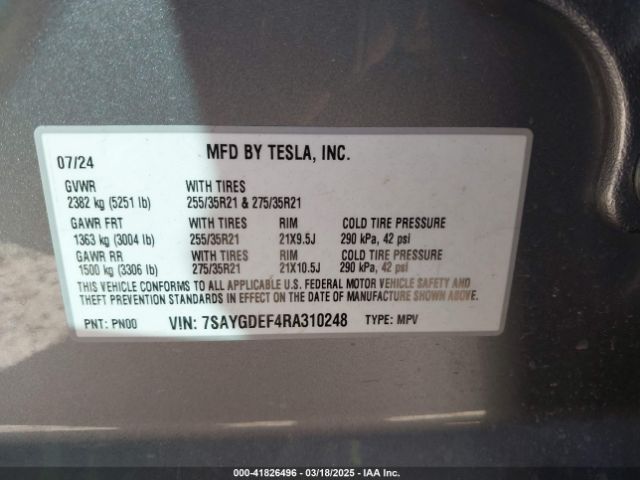 MFD BY TESLA, INC.
07/24
GVWR WITH TIRES
2382 kg (5251 lb) 255/35R21 & 275/35R21
GAWR FRT WITH TIRES RIM COLD TIRE PRESSURE
1363 kg (3004 lb) 255/35R21 21X9.5J 290 kPa, 42 psi
GAWR RR WITH TIRES RIM COLD TIRE PRESSURE
1500 kg (3306 lb) 275/35R21 21X10.5J 290 kPa, 42 psi
THIS VEHICLE CONFORMS TO ALL APPLICABLE U.S. FEDERAL MOTOR VEHICLE SAFETY AND
THEFT PREVENTION STANDARDS IN EFFECT ON THE DATE OF MANUFACTURE SHOWN ABOVE.
PNT: PN00 VIN: 7SAYGDEF4RA310248 TYPE: MPV
000-41826496 - 03/18/2025 - IAA Inc.